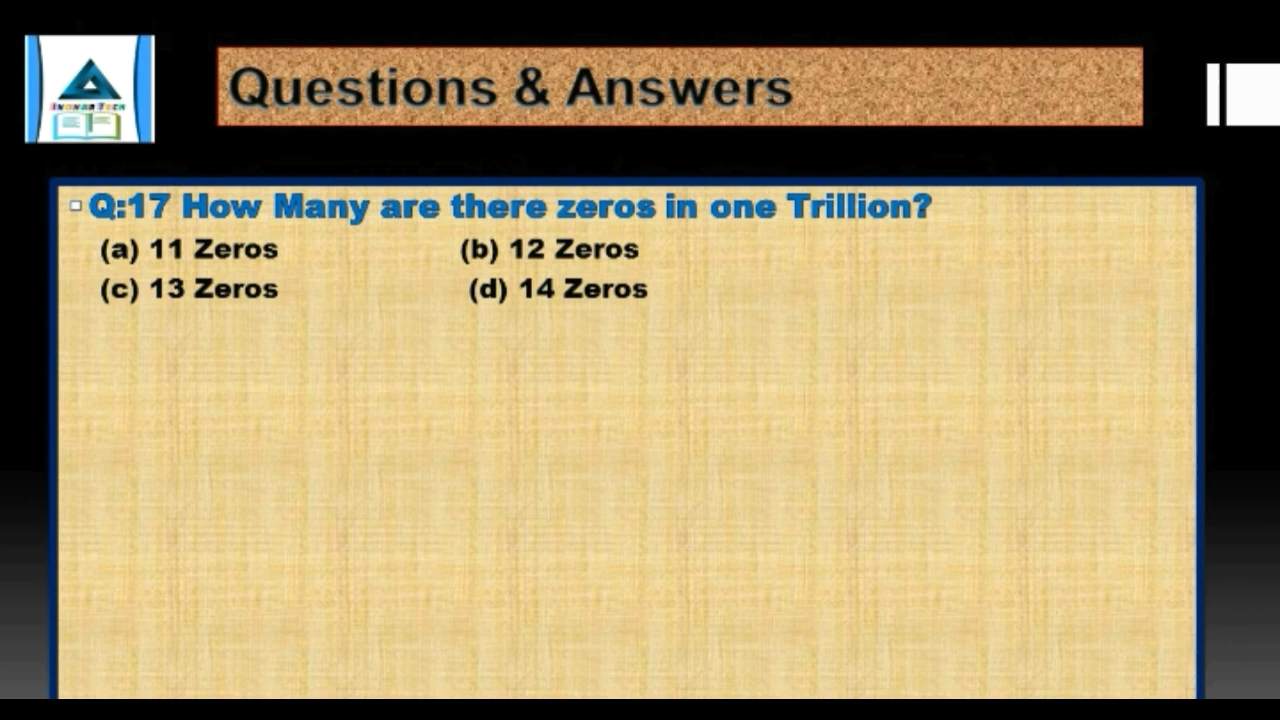 Questions & Answers
Q:17 How Many are there zeros in one Trillion?
(a) 11 Zeros (b) 12 Zeros
(c) 13 Zeros (d) 14 Zeros